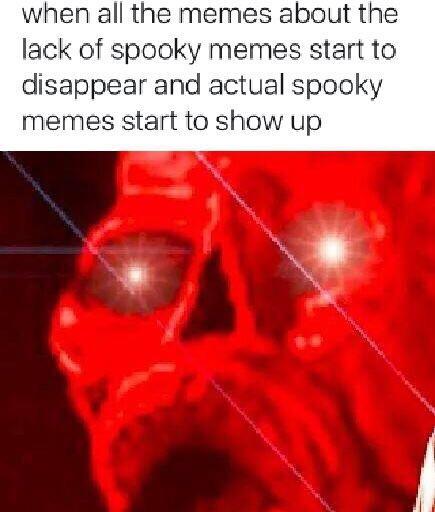 when all the memes about the
lack of spooky memes start to
disappear and actual spooky
memes start to show up